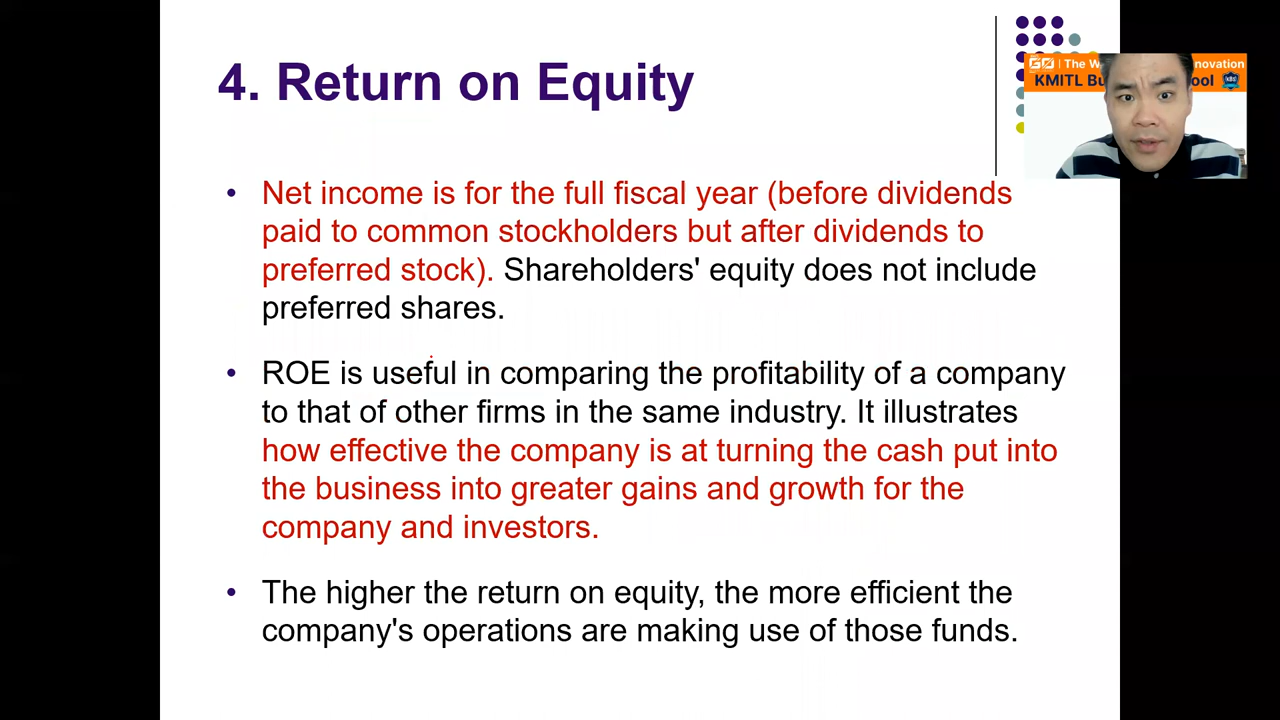 4. Return on Equity
GO | The W novation
KMITL Bu ool
• Net income is for the full fiscal year (before dividends
paid to common stockholders but after dividends to
preferred stock). Shareholders' equity does not include
preferred shares.
• ROE is useful in comparing the profitability of a company
to that of other firms in the same industry. It illustrates
how effective the company is at turning the cash put into
the business into greater gains and growth for the
company and investors.
• The higher the return on equity, the more efficient the
company's operations are making use of those funds.